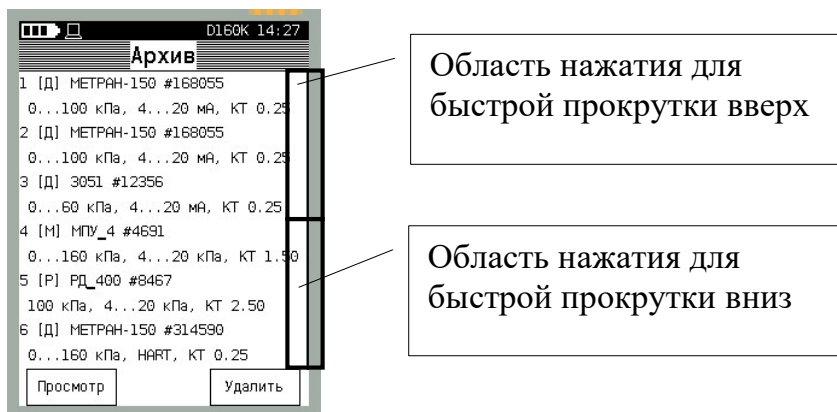 D160K 14:27
Архив
1 [Д] МЕТРАН-150 #168055
0...100 кПа, 4...20 мА, КТ 0.25
2 [Д] МЕТРАН-150 #168055
0...100 кПа, 4...20 мА, КТ 0.25
3 [Д] 3051 #12356
0...60 кПа, 4...20 мА, КТ 0.25
4 [М] МПУ_4 #4691
0...160 кПа, 4...20 кПа, КТ 1.50
5 [Р] РД_400 #8467
100 кПа, 4...20 кПа, КТ 2.50
6 [Д] МЕТРАН-150 #314590
0...160 кПа, HART, КТ 0.25
Просмотр
Удалить
Область нажатия для
быстрой прокрутки вверх
Область нажатия для
быстрой прокрутки вниз